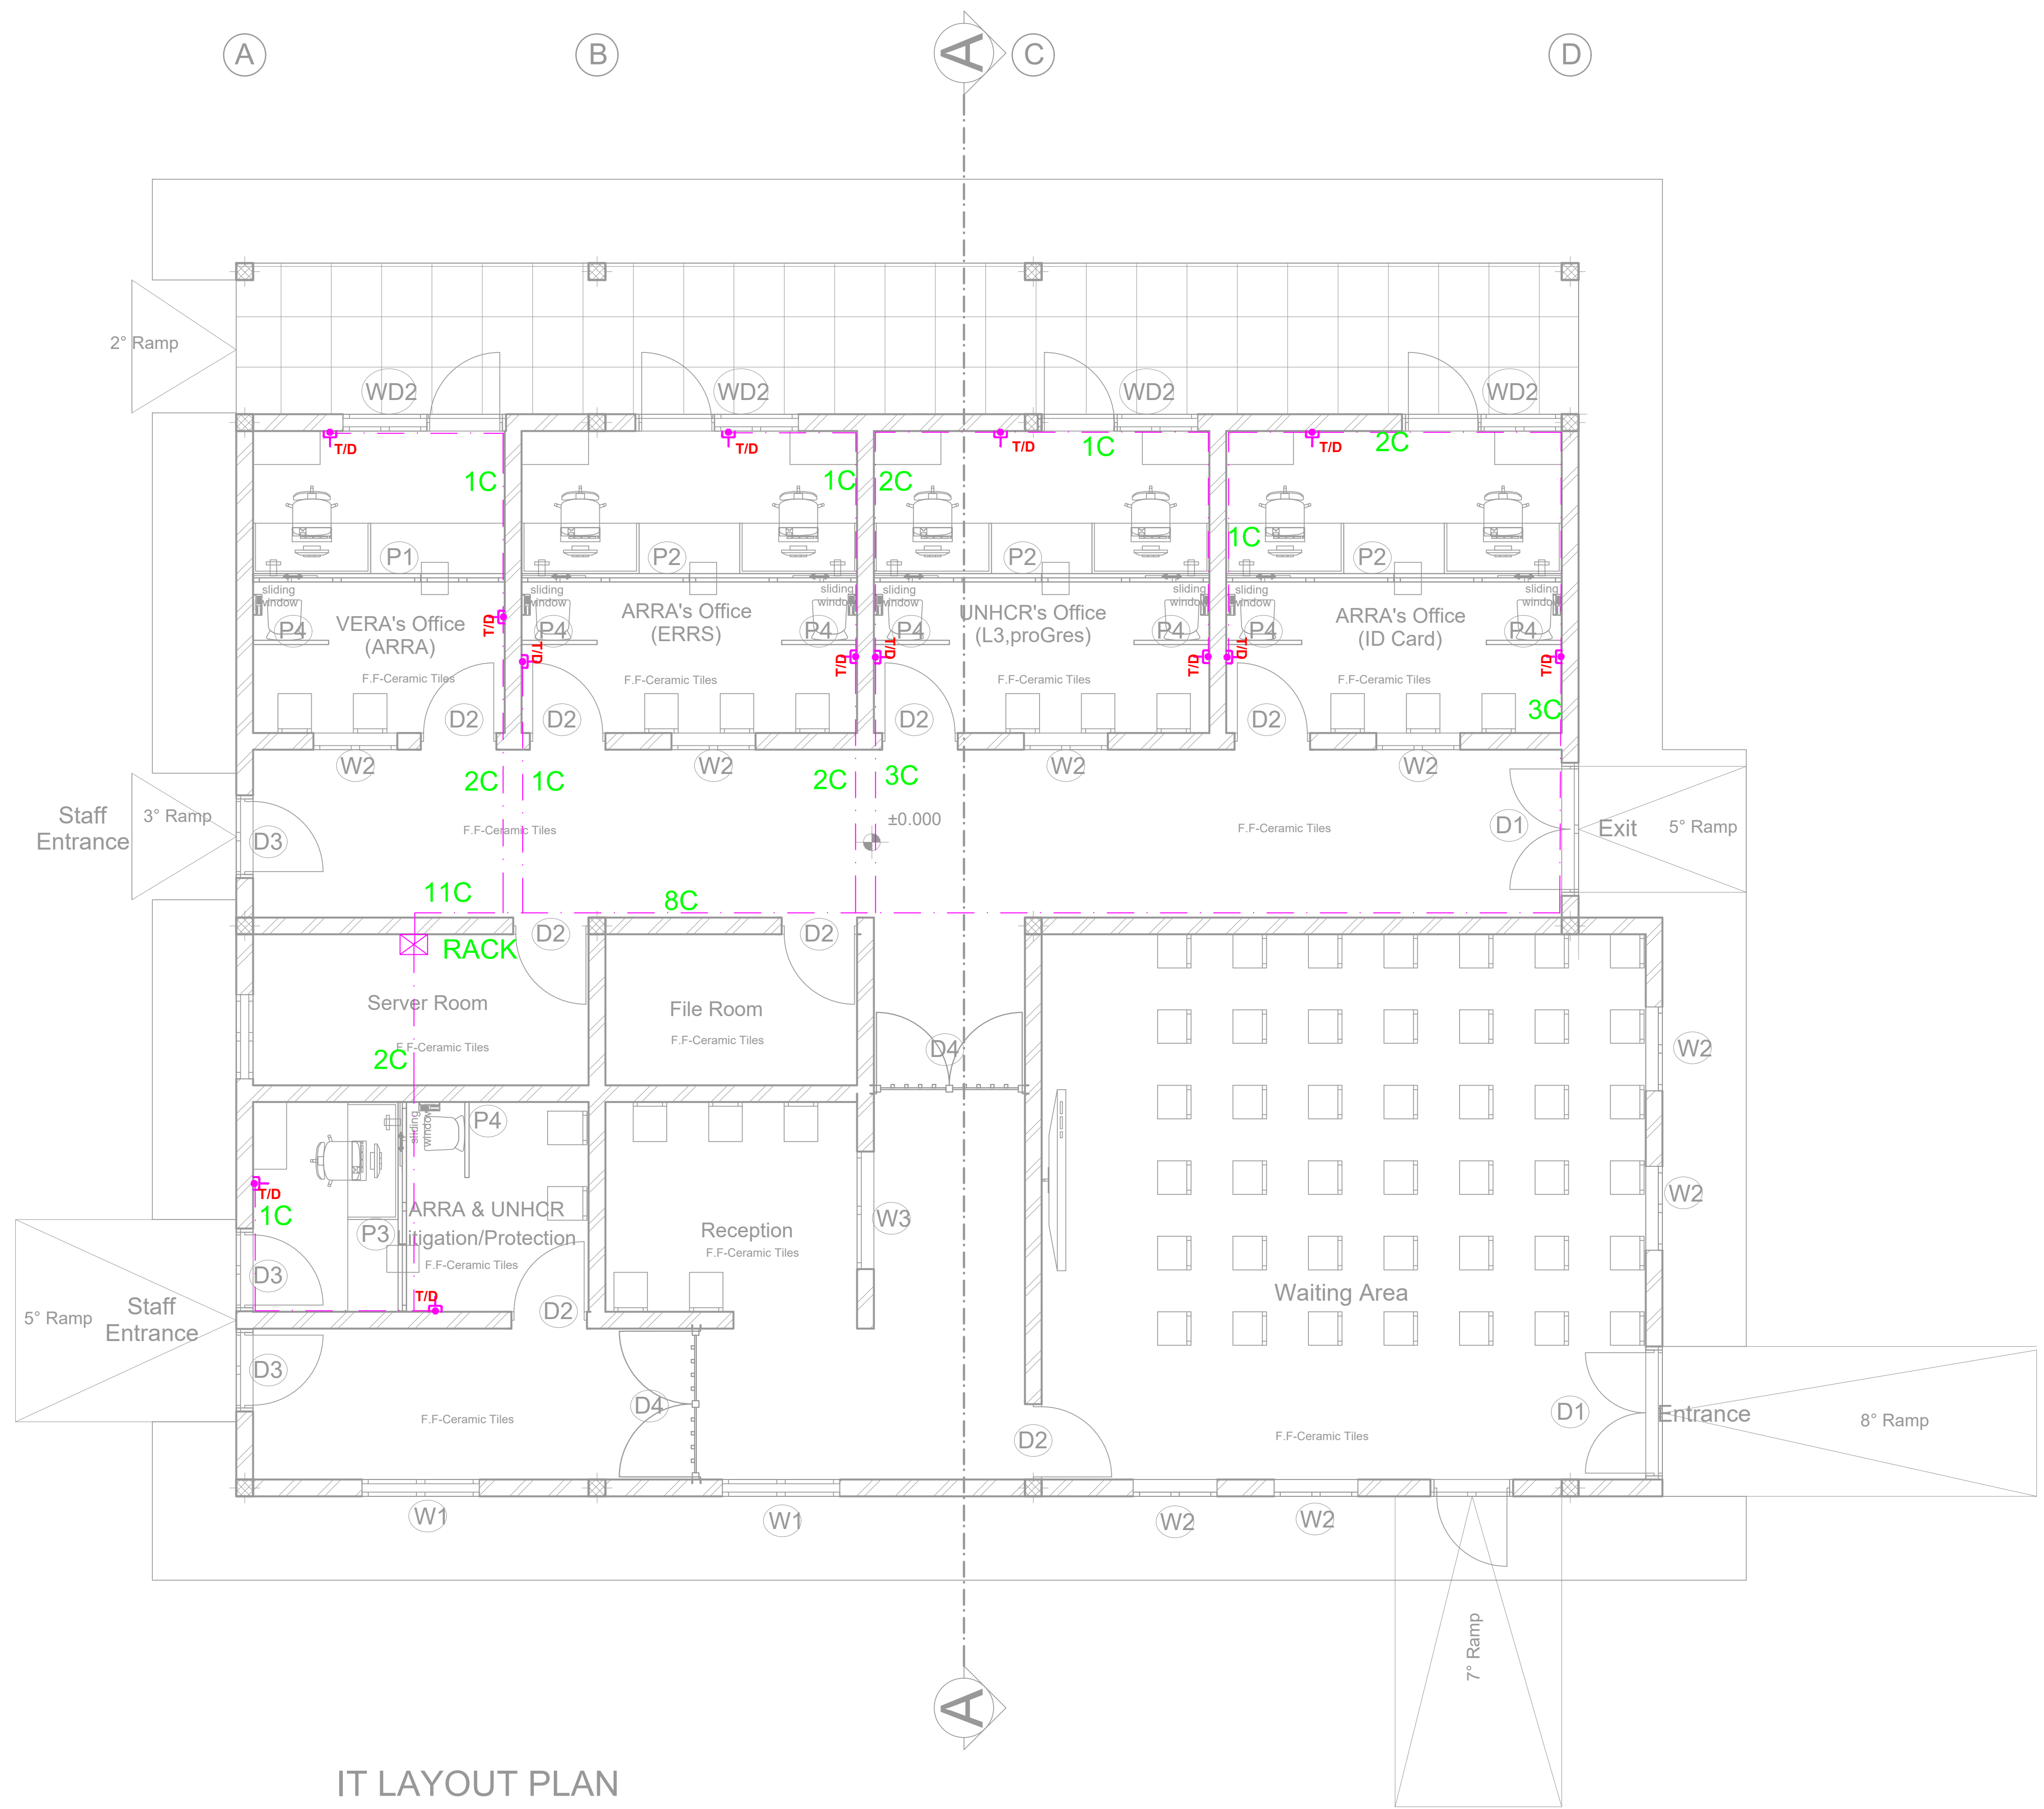 A
B
A
C
D
2° Ramp
WD2
WD2
WD2
WD2
T/D
T/D
T/D
1C
T/D
2C
1C
1C
2C
1C
P1
P2
P2
P2
sliding
window
sliding
window
sliding
window
sliding
window
sliding
window
sliding
window
sliding
window
P4
P4
P4
P4
P4
P4
P4
VERA's Office
(ARRA)
ARRA's Office
(ERRS)
UNHCR's Office
(L3,proGres)
ARRA's Office
(ID Card)
T/D
T/D
T/D
T/D
T/D
T/D
T/D
F.F-Ceramic Tiles
F.F-Ceramic Tiles
F.F-Ceramic Tiles
F.F-Ceramic Tiles
3C
D2
D2
D2
D2
W2
W2
W2
W2
2C
1C
2C
3C
Staff
Entrance
3° Ramp
D3
F.F-Ceramic Tiles
±0.000
F.F-Ceramic Tiles
D1
Exit
5° Ramp
11C
8C
D2
D2
RACK
Server Room
F.F-Ceramic Tiles
2C
File Room
F.F-Ceramic Tiles
D4
W2
P4
sliding
window
T/D
1C
P3
ARRA & UNHCR
itigation/Protection
F.F-Ceramic Tiles
Reception
F.F-Ceramic Tiles
W3
W2
D3
T/D
D2
Waiting Area
5° Ramp
Staff
Entrance
D3
D4
F.F-Ceramic Tiles
D2
F.F-Ceramic Tiles
D1
Entrance
8° Ramp
W1
W1
W2
W2
7° Ramp
A
IT LAYOUT PLAN